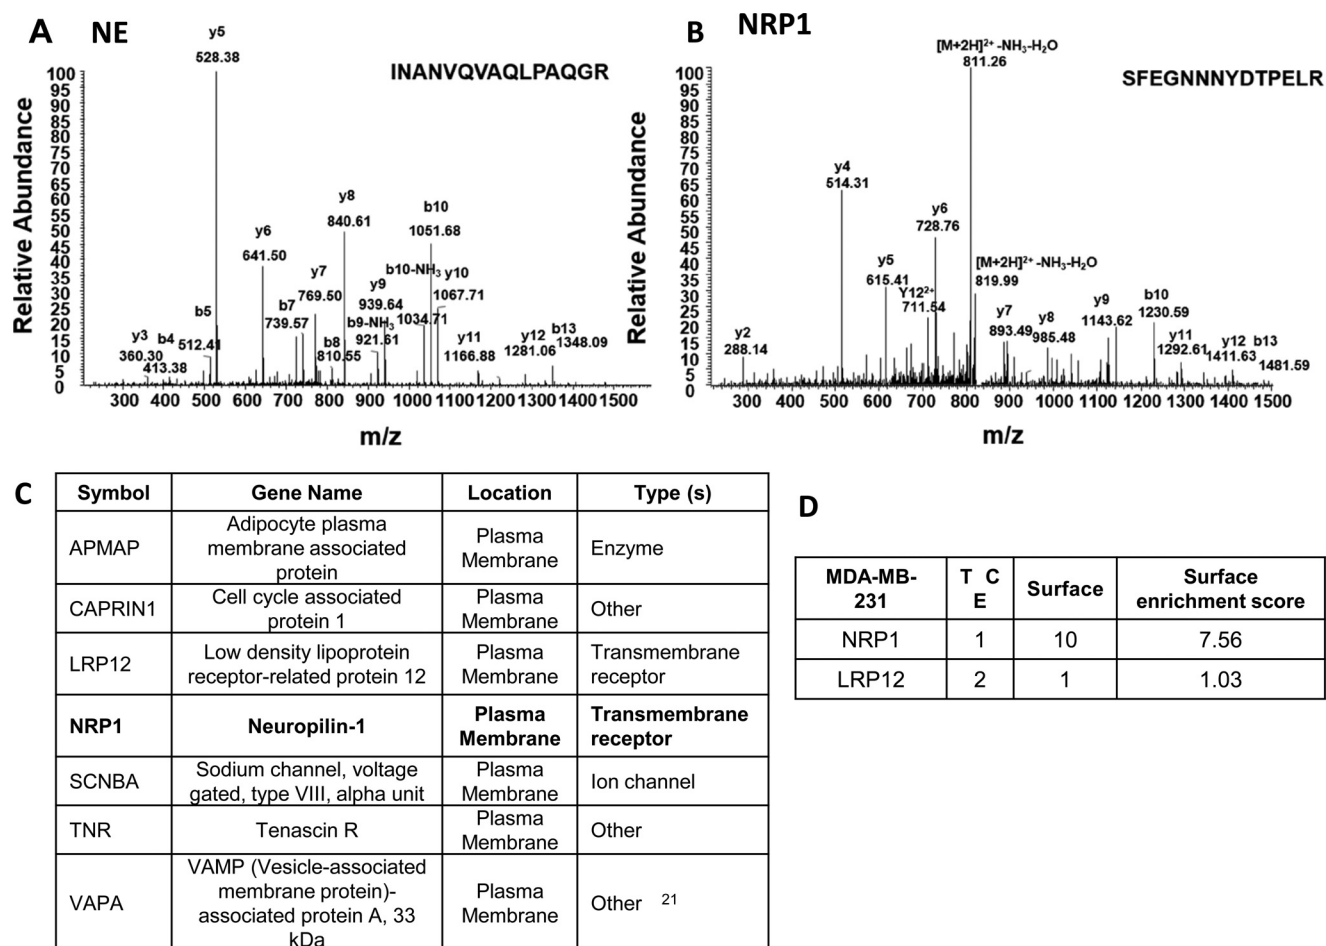 A NE
y5
528.38
INANVQVAQLPAQGR
Relative Abundance
100
95
90
85
80
75
70
65
60
55
50
45
40
35
30
25
20
15
10
5
0
y8
840.61
b10
1051.68
y6
641.50
b10-NH3 y10
y7
y9
1067.71
769.50
939.64
1034.71
b7
739.57
b9-NH3
921.61
b5
512.41
b8
810.55
y3
360.30
b4
413.38
y11
1166.88
y12
1281.06
b13
1348.09
300 400 500 600 700 800 900 1000 1100 1200 1300 1400 1500
m/z
B NRP1
[M+2H]2+ -NH3-H2O
811.26
SFEGNNNYDTPELR
Relative Abundance
100
95
90
85
80
75
70
65
60
55
50
45
40
35
30
25
20
15
10
5
0
y4
514.31
y6
728.76
[M+2H]2+ -NH3-H2O
819.99
y5
615.41
Y122+
711.54
y7
893.49
y8
985.48
y9
1143.62
b10
1230.59
y2
288.14
y11
1292.61
y12
1411.63
b13
1481.59
300 400 500 600 700 800 900 1000 1100 1200 1300 1400 1500
m/z
C
Symbol Gene Name Location Type (s)
APMAP Adipocyte plasma
membrane associated
protein
Plasma
Membrane
Enzyme
CAPRIN1 Cell cycle associated
protein 1
Plasma
Membrane
Other
LRP12 Low density lipoprotein
receptor-related protein 12
Plasma
Membrane
Transmembrane
receptor
NRP1 Neuropilin-1 Plasma
Membrane
Transmembrane
receptor
SCNBA Sodium channel, voltage
gated, type VIII, alpha unit
Plasma
Membrane
Ion channel
TNR Tenascin R Plasma
Membrane
Other
VAPA VAMP (Vesicle-associated
membrane protein)-
associated protein A, 33
kDa
Plasma
Membrane
Other 21
D
MDA-MB-
231
T C
E
Surface
Surface
enrichment score
NRP1 1 10 7.56
LRP12 2 1 1.03